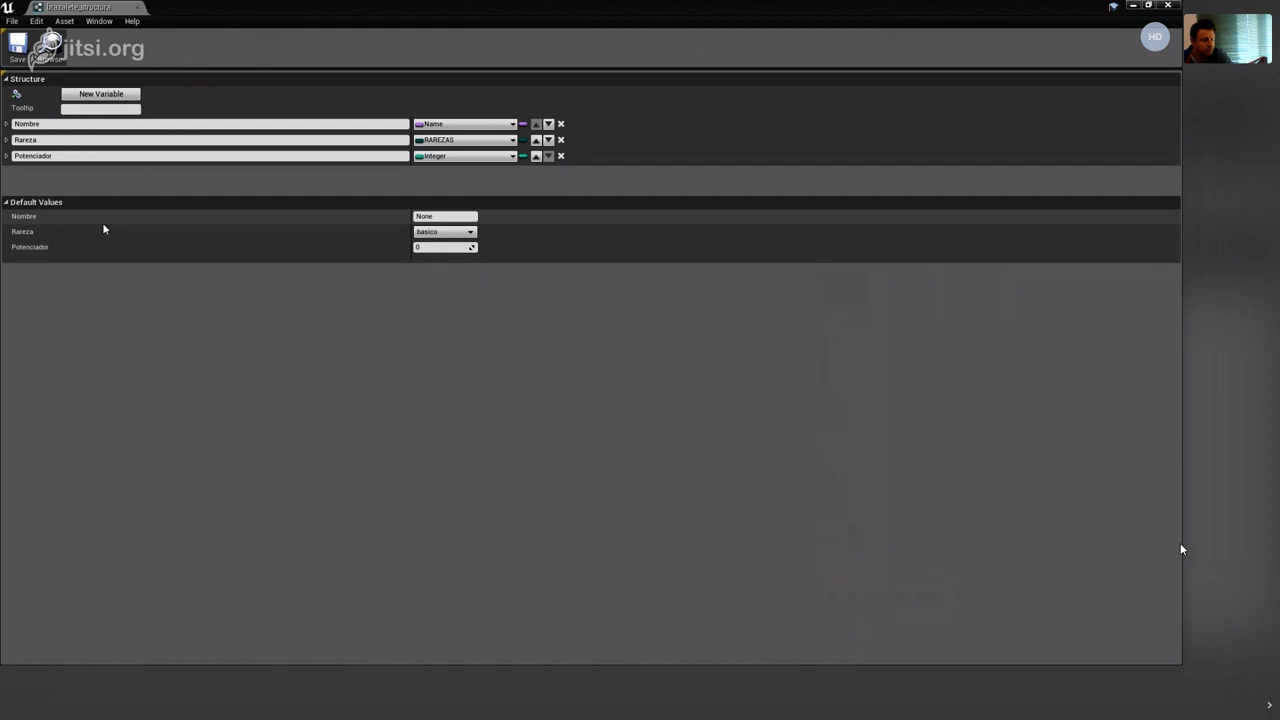 brazalete_structura
File Edit Asset Window Help
Save
jitsi.org
HD
Structure
New Variable
Tooltip
Nombre Name
Rareza RAREZAS
Potenciador Integer
Default Values
Nombre None
Rareza basico
Potenciador 0